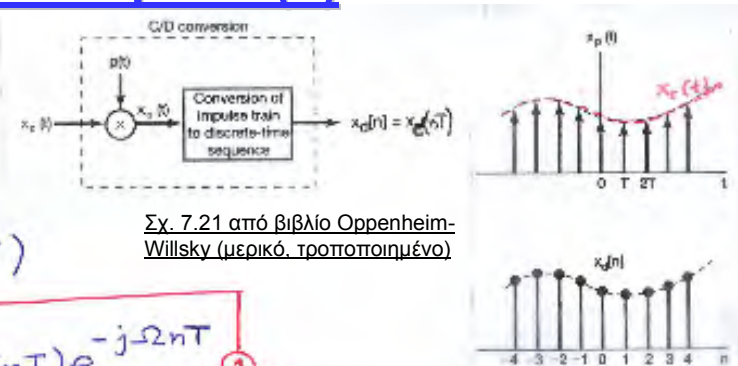 C/D conversion
p(t)
x_c (t)
×
Conversion of
impulse train
to discrete-time
sequence
x_d[n] = x_c(nT)
Σχ. 7.21 από βιβλίο Oppenheim-
Willsky (μερικό, τροποποιημένο)
x_p (t)
x_c(t)
0 T 2T t
x_d[n]
-4 -3 -2 -1 0 1 2 3 4 n
)
nT)e^{-jΩnT}
1